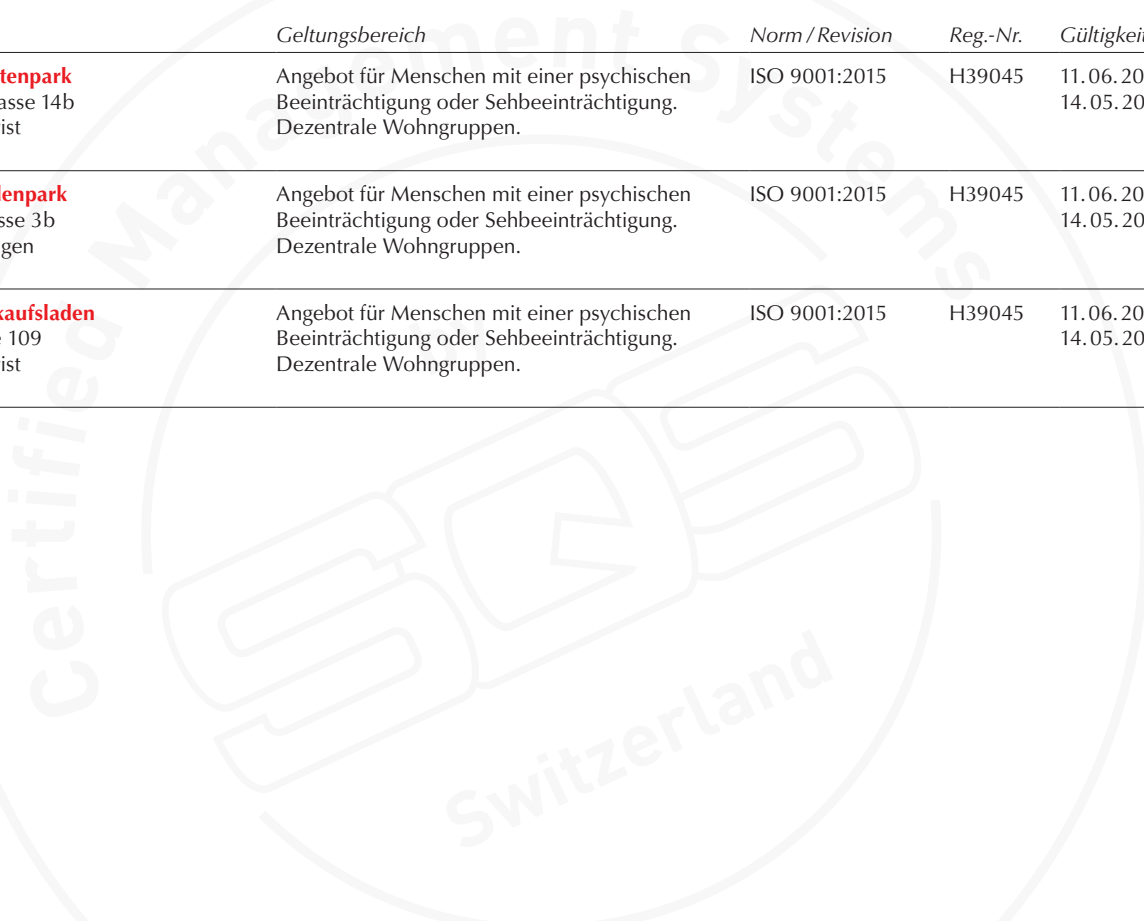 Geltungsbereich Norm / Revision Reg.-Nr. Gültigkeit
tenpark Angebot für Menschen mit einer psychischen ISO 9001:2015 H39045 11.06.20
asse 14b Beeinträchtigung oder Sehbeeinträchtigung. 14.05.20
ist Dezentrale Wohngruppen.
lenpark Angebot für Menschen mit einer psychischen ISO 9001:2015 H39045 11.06.20
sse 3b Beeinträchtigung oder Sehbeeinträchtigung. 14.05.20
gen Dezentrale Wohngruppen.
kaufsladen Angebot für Menschen mit einer psychischen ISO 9001:2015 H39045 11.06.20
e 109 Beeinträchtigung oder Sehbeeinträchtigung. 14.05.20
ist Dezentrale Wohngruppen.
Certified Management Systems
by
SQS
Switzerland